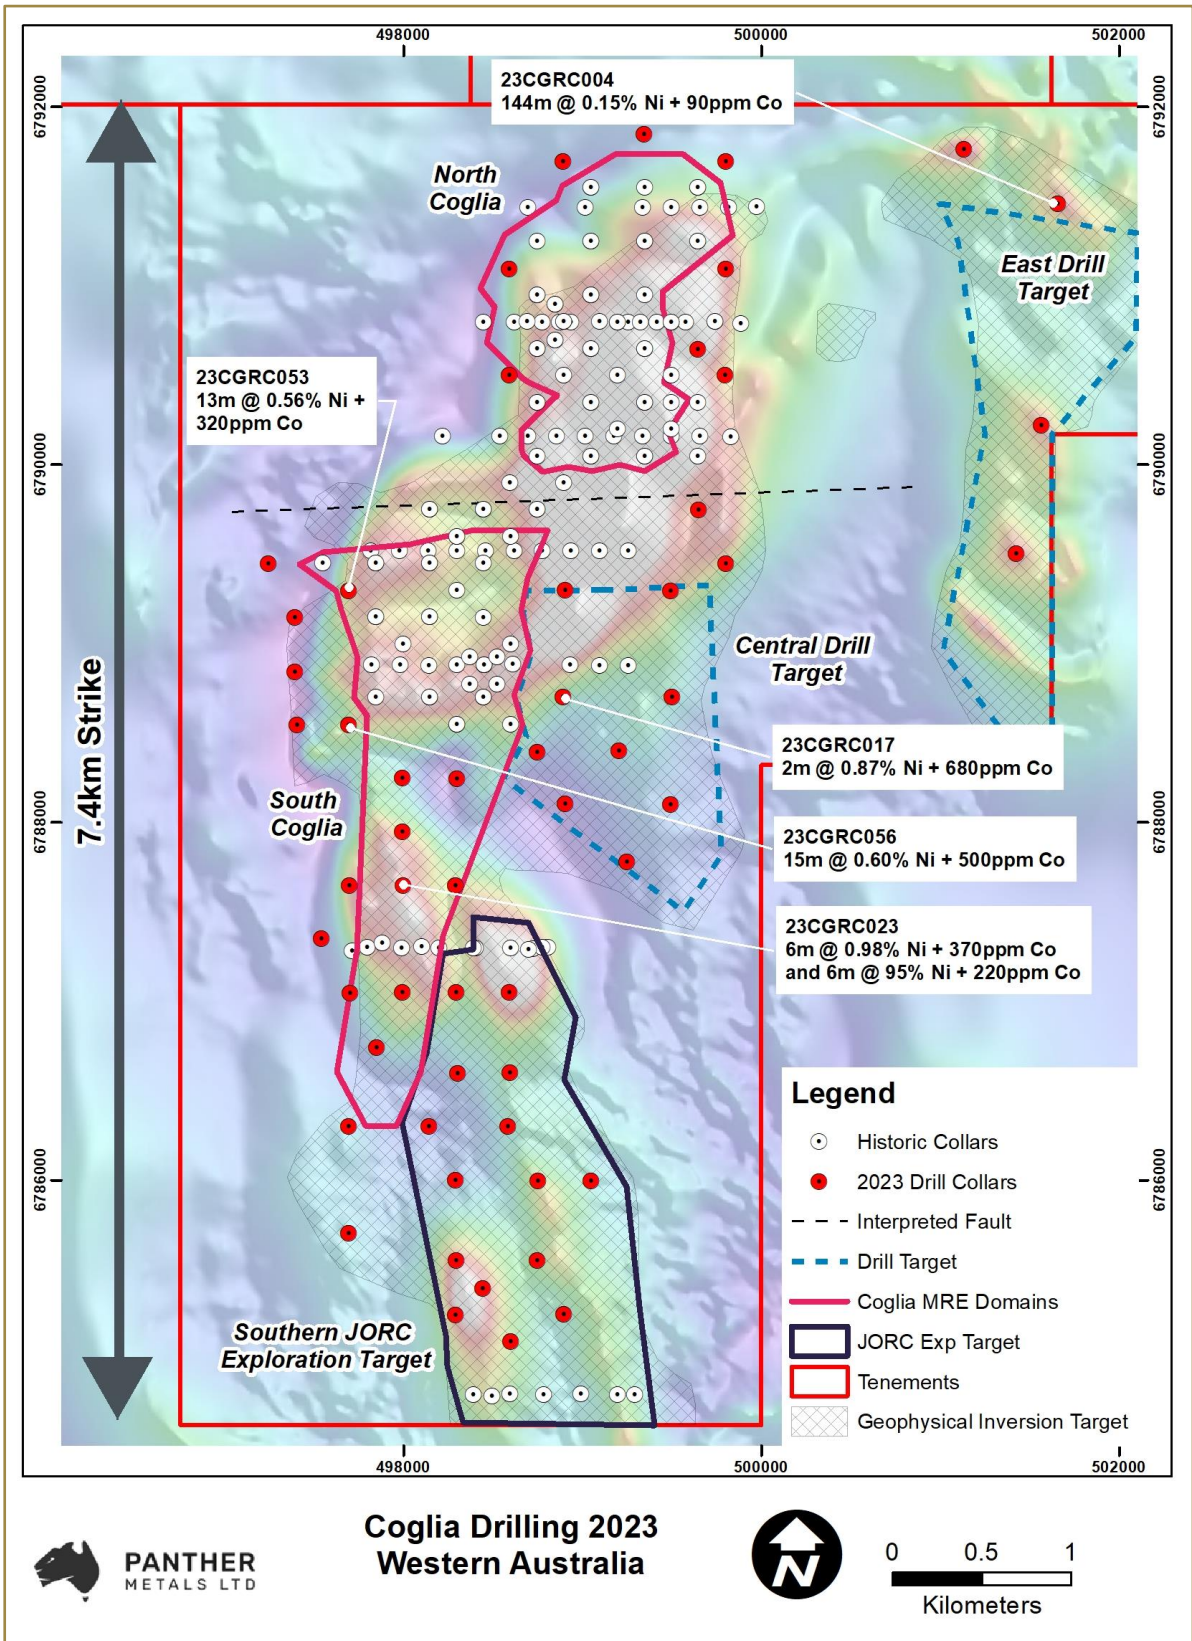 498000
500000
502000
6792000
6792000
23CGRC004
144m @ 0.15% Ni + 90ppm Co
North
Coglia
East Drill
Target
23CGRC053
13m @ 0.56% Ni +
320ppm Co
6790000
6790000
Central Drill
Target
7.4km Strike
23CGRC017
2m @ 0.87% Ni + 680ppm Co
South
Coglia
6788000
6788000
23CGRC056
15m @ 0.60% Ni + 500ppm Co
23CGRC023
6m @ 0.98% Ni + 370ppm Co
and 6m @ 95% Ni + 220ppm Co
Legend
Historic Collars
2023 Drill Collars
Interpreted Fault
Drill Target
Coglia MRE Domains
JORC Exp Target
Tenements
Geophysical Inversion Target
6786000
6786000
Southern JORC
Exploration Target
498000
500000
502000
PANTHER
METALS LTD
Coglia Drilling 2023
Western Australia
N
0 0.5 1
Kilometers